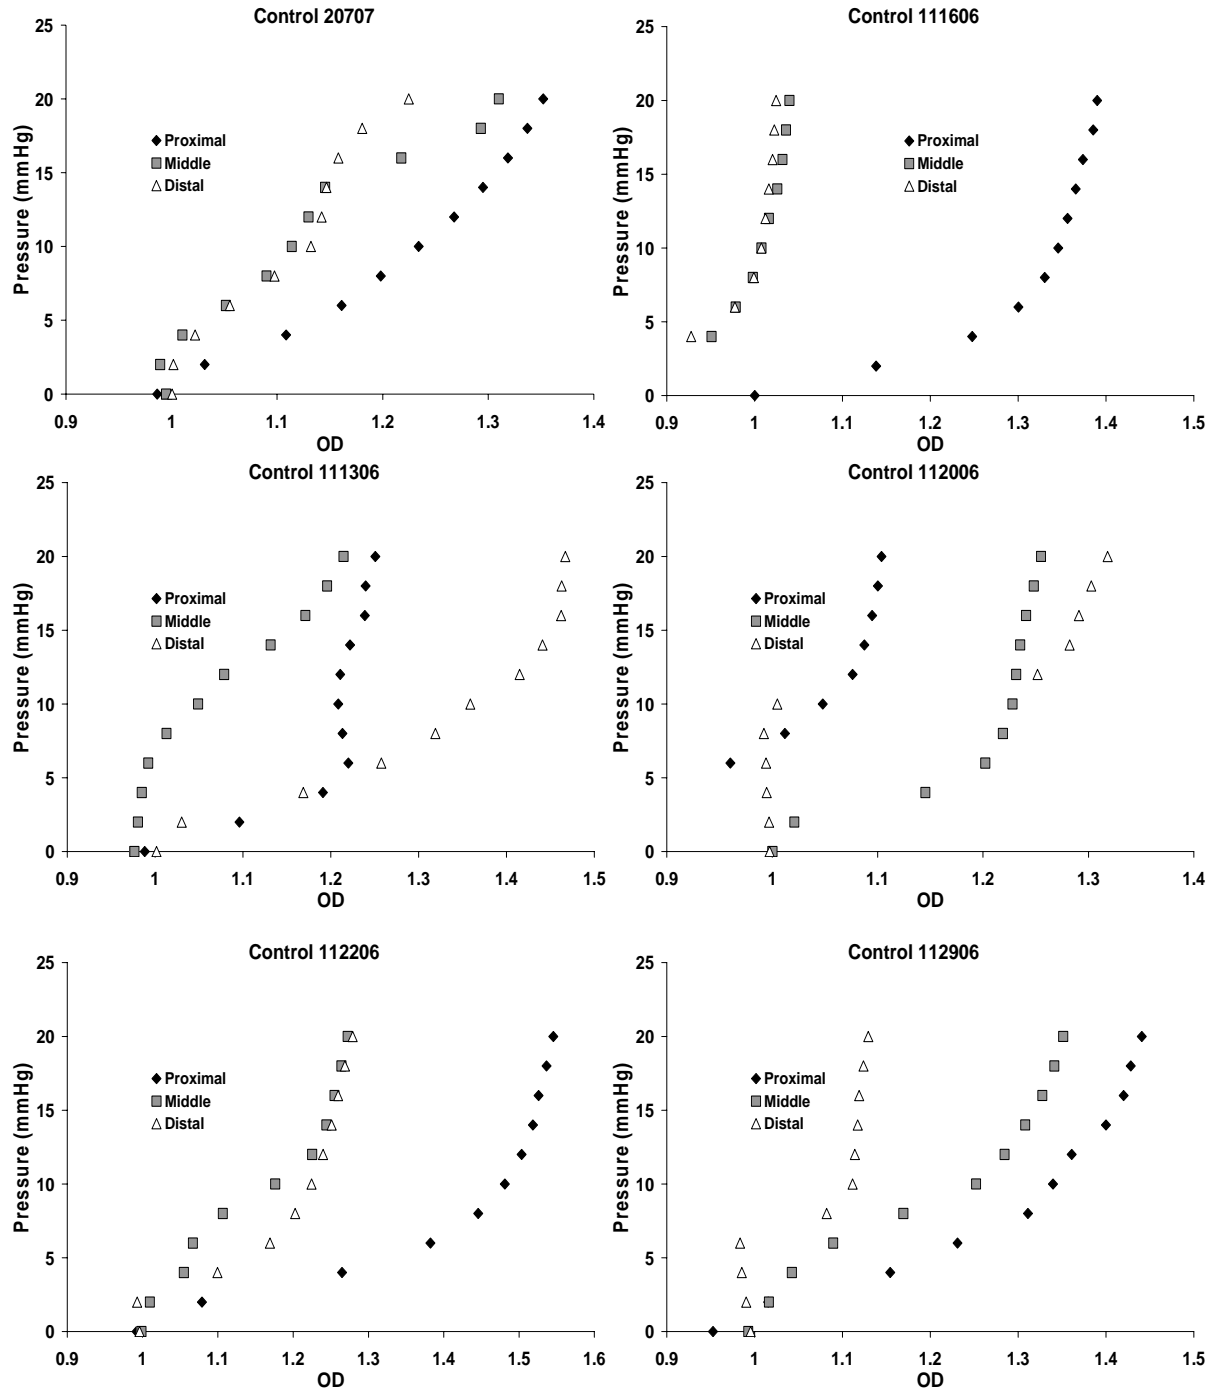 Control 20707
25
20
15
10
5
0
Pressure (mmHg)
Proximal
Middle
Distal
0.9 1 1.1 1.2 1.3 1.4
OD
Control 111606
25
20
15
10
5
0
Pressure (mmHg)
Proximal
Middle
Distal
0.9 1 1.1 1.2 1.3 1.4 1.5
OD
Control 111306
25
20
15
10
5
0
Pressure (mmHg)
Proximal
Middle
Distal
0.9 1 1.1 1.2 1.3 1.4 1.5
OD
Control 112006
25
20
15
10
5
0
Pressure (mmHg)
Proximal
Middle
Distal
0.9 1 1.1 1.2 1.3 1.4
OD
Control 112206
25
20
15
10
5
0
Pressure (mmHg)
Proximal
Middle
Distal
0.9 1 1.1 1.2 1.3 1.4 1.5 1.6
OD
Control 112906
25
20
15
10
5
0
Pressure (mmHg)
Proximal
Middle
Distal
0.9 1 1.1 1.2 1.3 1.4 1.5
OD